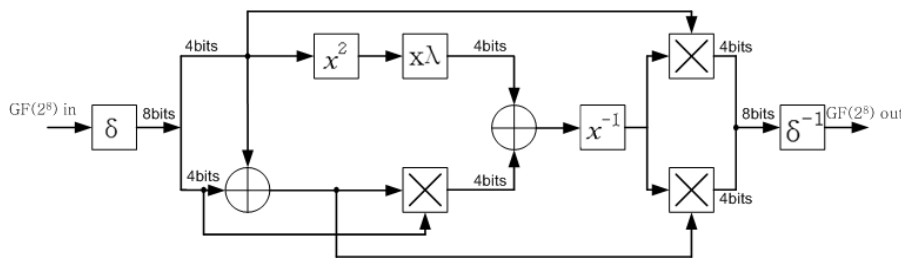 4bits
x²
xλ
4bits
4bits
GF(2⁸) in
δ
8bits
x⁻¹
8bits
δ⁻¹
GF(2⁸) out
4bits
4bits
4bits